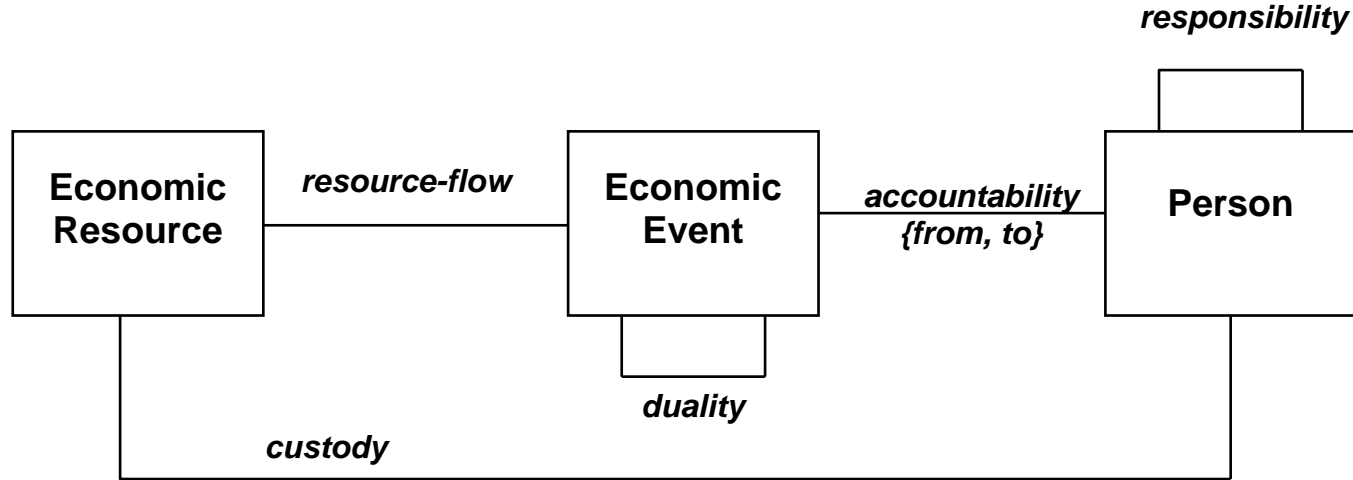 responsibility
Economic
Resource
resource-flow
Economic
Event
accountability
{from, to}
Person
duality
custody